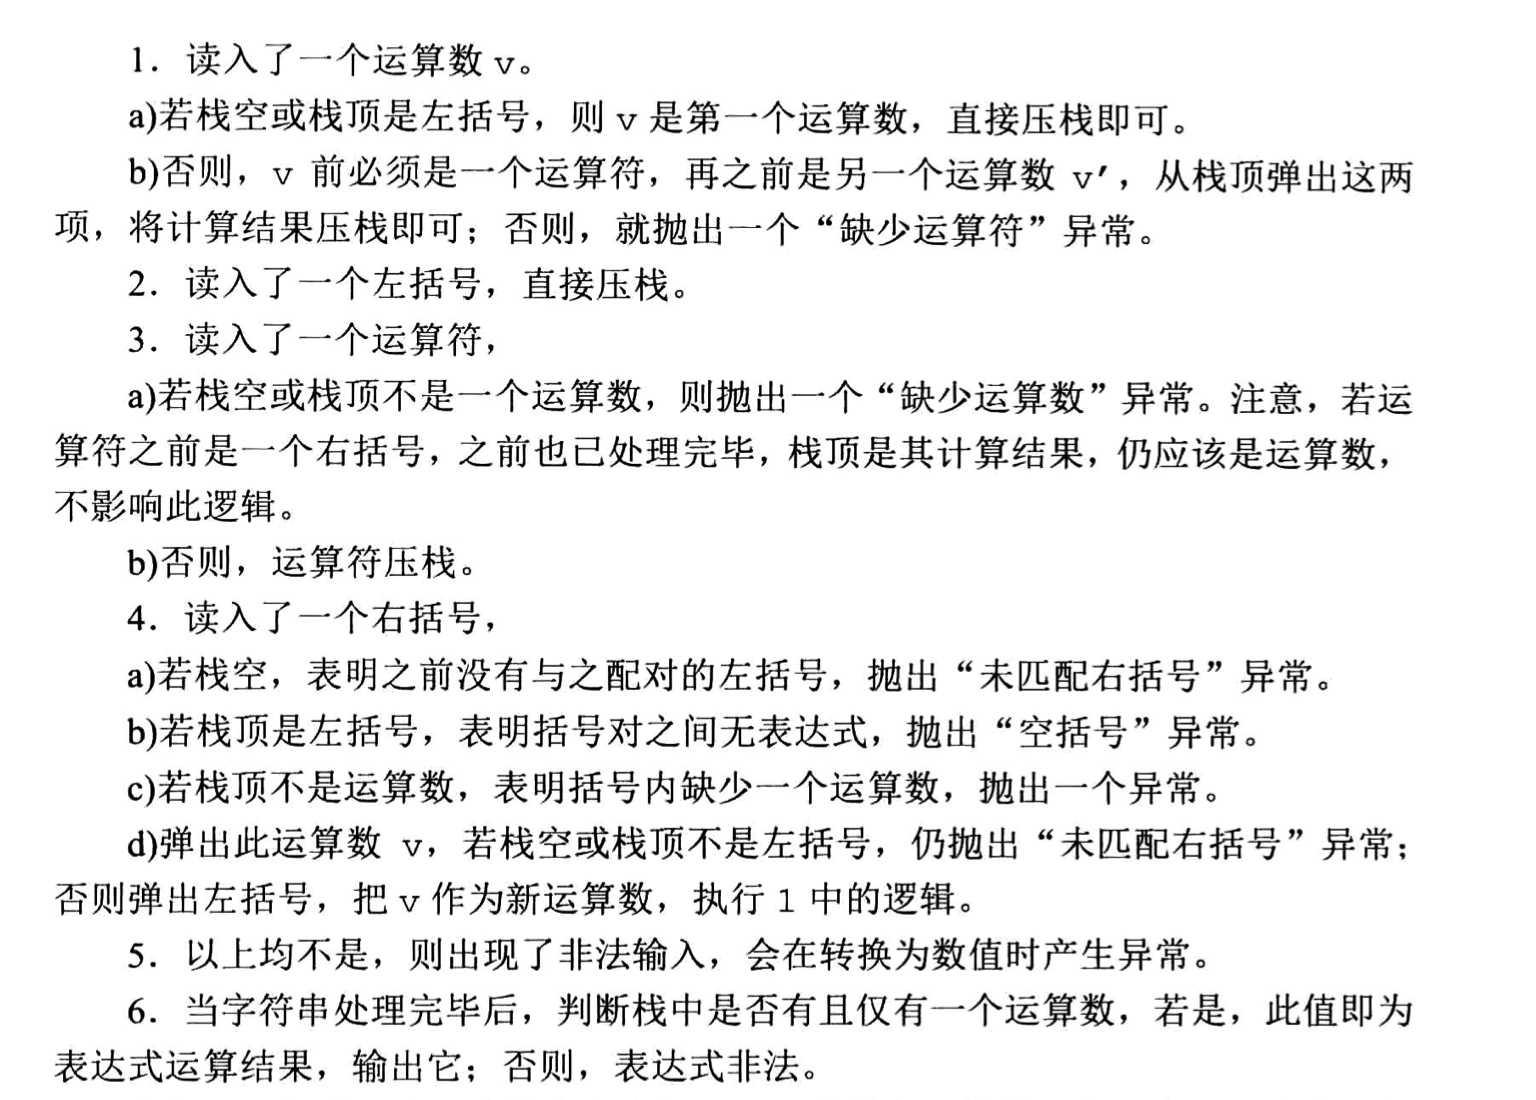 1．读入了一个运算数 v。
a)若栈空或栈顶是左括号，则 v 是第一个运算数，直接压栈即可。
b)否则，v 前必须是一个运算符，再之前是另一个运算数 v′，从栈顶弹出这两
项，将计算结果压栈即可；否则，就抛出一个“缺少运算符”异常。
2．读入了一个左括号，直接压栈。
3．读入了一个运算符，
a)若栈空或栈顶不是一个运算数，则抛出一个“缺少运算数”异常。注意，若运
算符之前是一个右括号，之前也已处理完毕，栈顶是其计算结果，仍应该是运算数，
不影响此逻辑。
b)否则，运算符压栈。
4．读入了一个右括号，
a)若栈空，表明之前没有与之配对的左括号，抛出“未匹配右括号”异常。
b)若栈顶是左括号，表明括号对之间无表达式，抛出“空括号”异常。
c)若栈顶不是运算数，表明括号内缺少一个运算数，抛出一个异常。
d)弹出此运算数 v，若栈空或栈顶不是左括号，仍抛出“未匹配右括号”异常；
否则弹出左括号，把 v 作为新运算数，执行 1 中的逻辑。
5．以上均不是，则出现了非法输入，会在转换为数值时产生异常。
6．当字符串处理完毕后，判断栈中是否有且仅有一个运算数，若是，此值即为
表达式运算结果，输出它；否则，表达式非法。